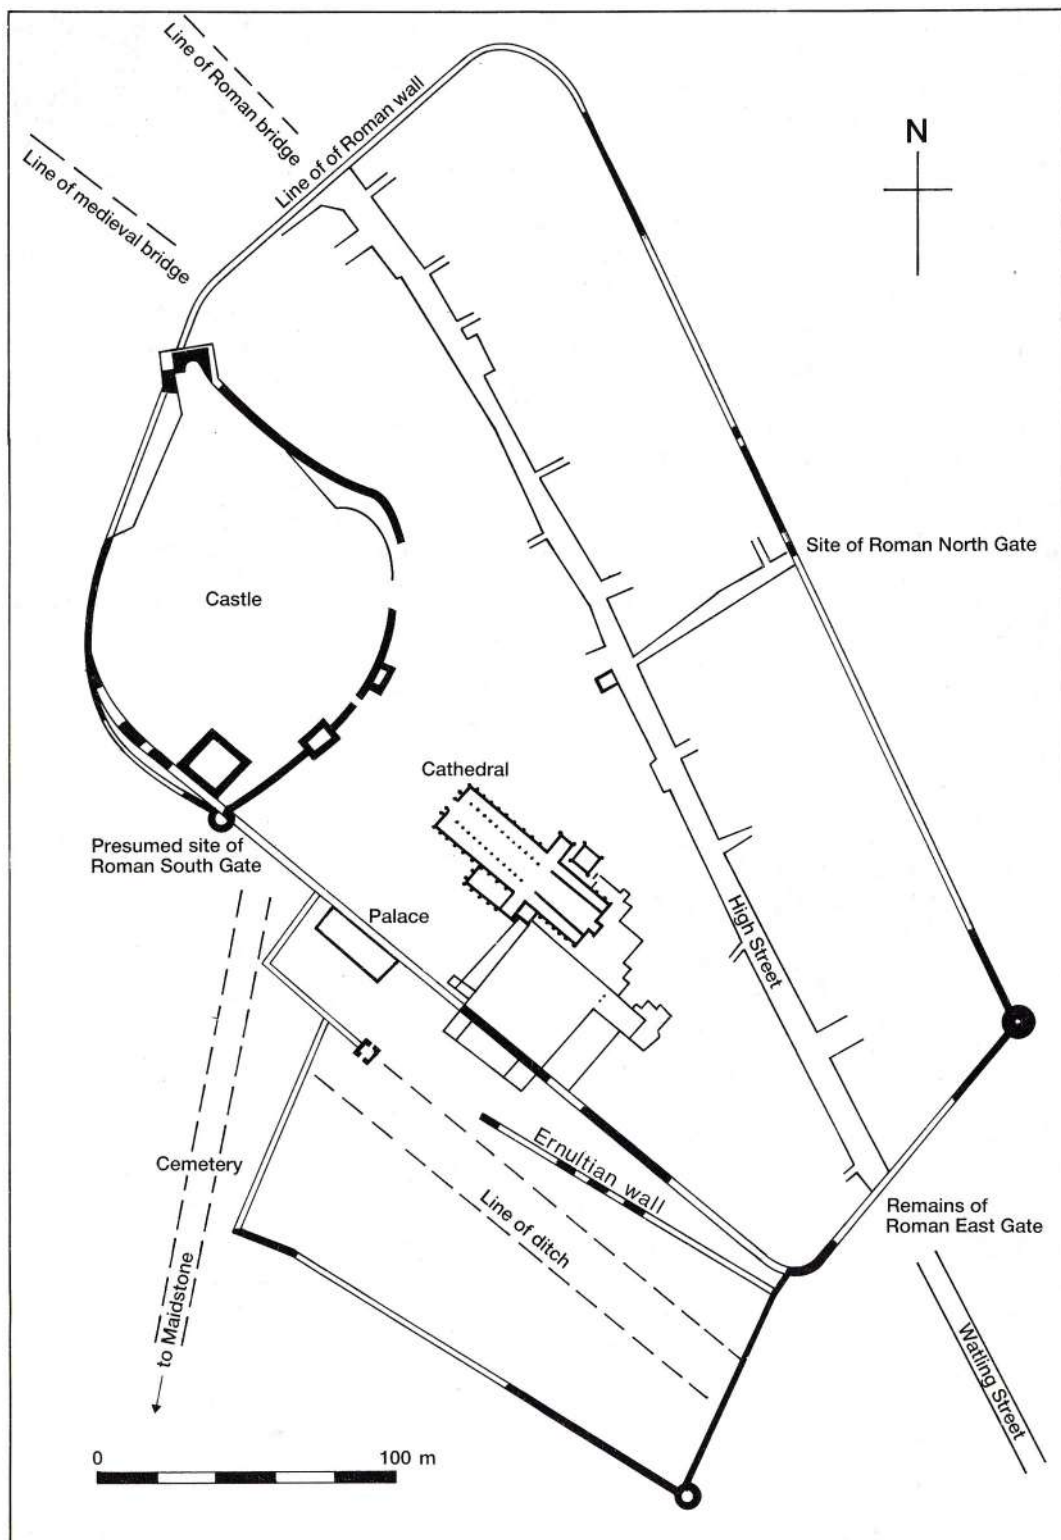 Line of Roman bridge
Line of of Roman wall
Line of medieval bridge
N
Site of Roman North Gate
Castle
Cathedral
Presumed site of
Roman South Gate
Palace
High Street
Cemetery
Ernultian wall
Line of ditch
Remains of
Roman East Gate
to Maidstone
Watling Street
0 100 m